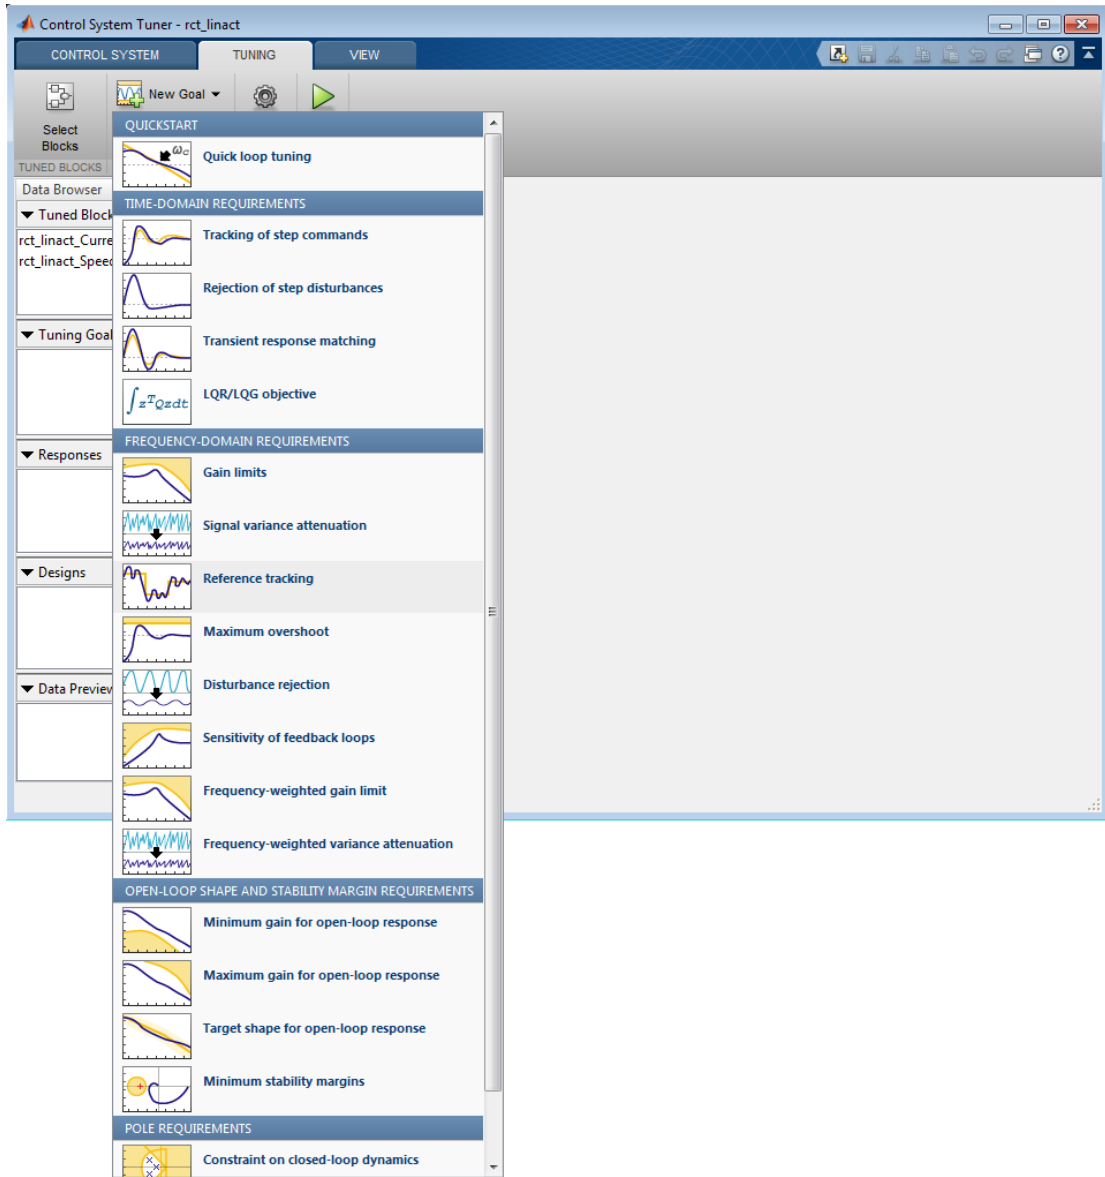 Control System Tuner - rct_linact
CONTROL SYSTEM
TUNING
VIEW
New Goal
Select
Blocks
TUNED BLOCKS
Data Browser
Tuned Block
rct_linact_Curre
rct_linact_Speed
Tuning Goal
Responses
Designs
Data Preview
QUICKSTART
ωc
Quick loop tuning
TIME-DOMAIN REQUIREMENTS
Tracking of step commands
Rejection of step disturbances
Transient response matching
∫zᵀQzdt
LQR/LQG objective
FREQUENCY-DOMAIN REQUIREMENTS
Gain limits
Signal variance attenuation
Reference tracking
Maximum overshoot
Disturbance rejection
Sensitivity of feedback loops
Frequency-weighted gain limit
Frequency-weighted variance attenuation
OPEN-LOOP SHAPE AND STABILITY MARGIN REQUIREMENTS
Minimum gain for open-loop response
Maximum gain for open-loop response
Target shape for open-loop response
Minimum stability margins
POLE REQUIREMENTS
Constraint on closed-loop dynamics